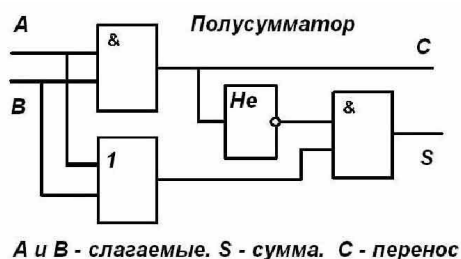 A
Полусумматор
C
&
B
Не
&
1
S
A и B - слагаемые. S - сумма. C - перенос